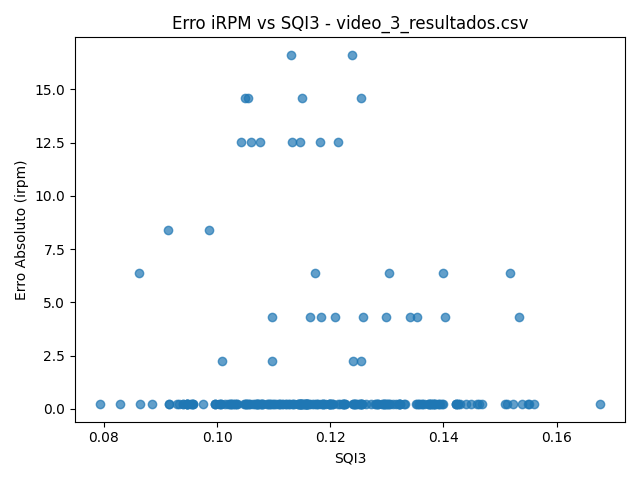 Erro iRPM vs SQI3 - video_3_resultados.csv
Erro Absoluto (irpm)
15.0
12.5
10.0
7.5
5.0
2.5
0.0
0.08 0.10 0.12 0.14 0.16
SQI3